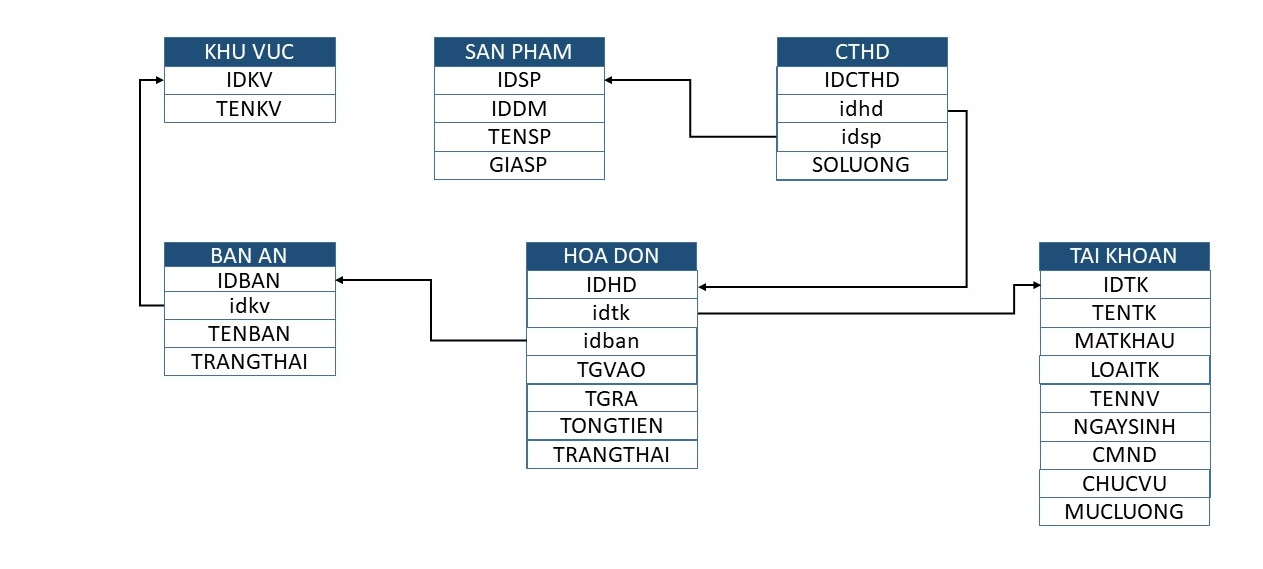 KHU VUC
IDKV
TENKV
SAN PHAM
IDSP
IDDM
TENSP
GIASP
CTHD
IDCTHD
idhd
idsp
SOLUONG
BAN AN
IDBAN
idkv
TENBAN
TRANGTHAI
HOA DON
IDHD
idtk
idban
TGVAO
TGRA
TONGTIEN
TRANGTHAI
TAI KHOAN
IDTK
TENTK
MATKHAU
LOAITK
TENNV
NGAYSINH
CMND
CHUCVU
MUCLUONG